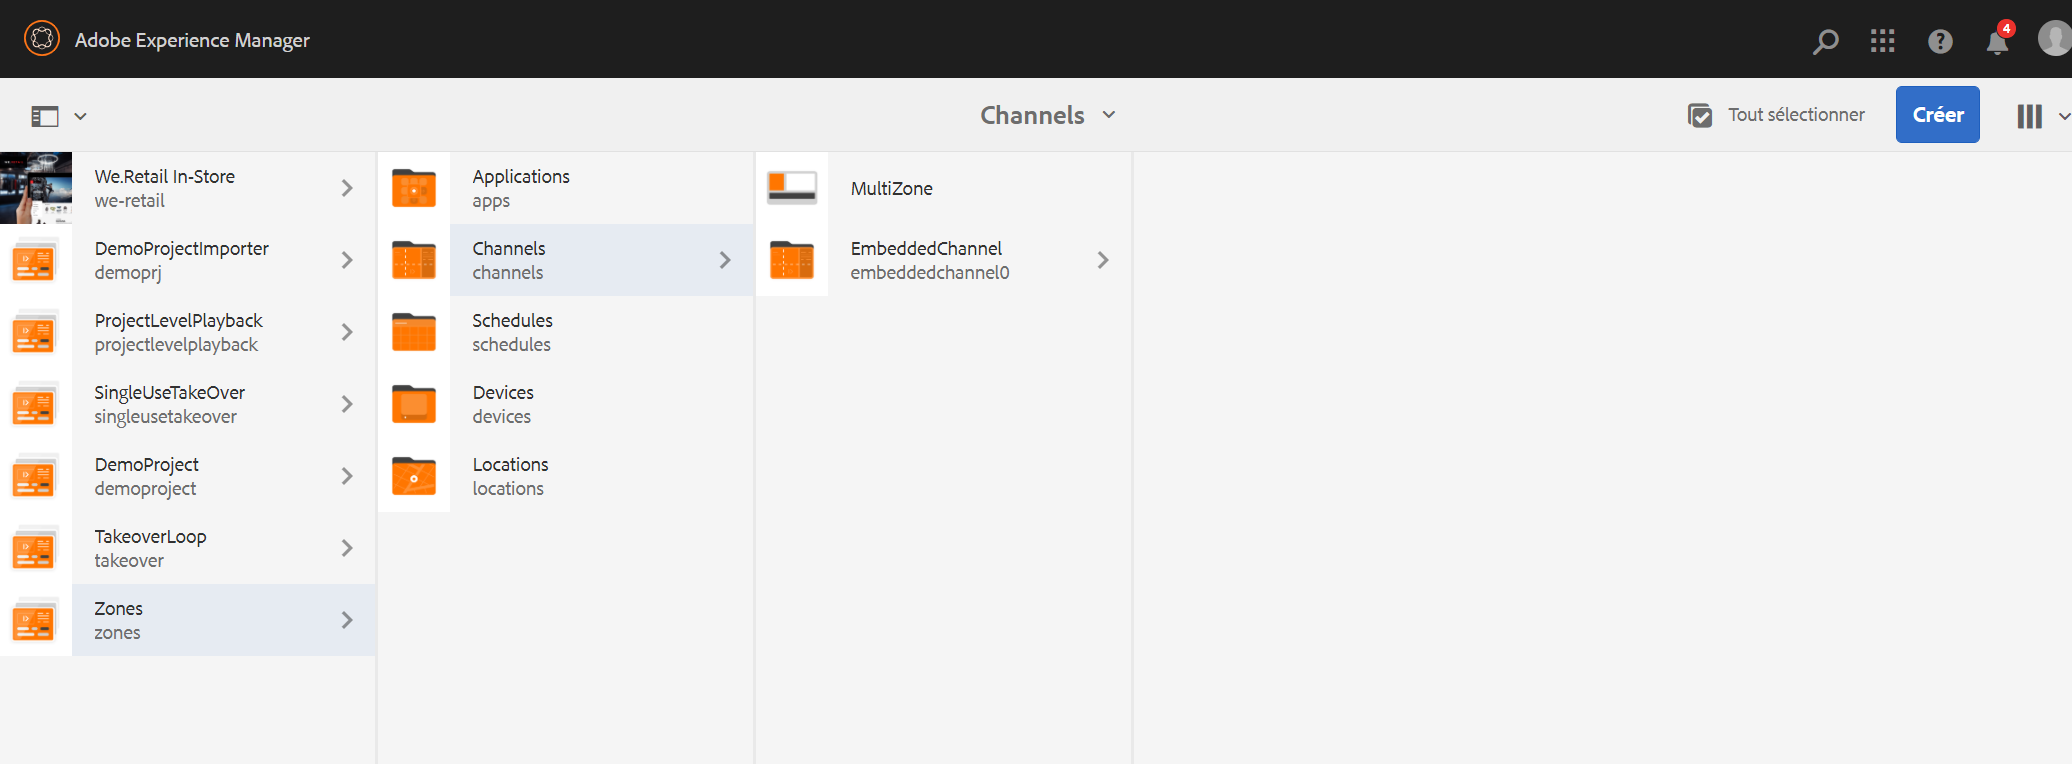 Adobe Experience Manager
4
Channels
Tout sélectionner
Créer
We.Retail In-Store
we-retail
DemoProjectImporter
demoprj
ProjectLevelPlayback
projectlevelplayback
SingleUseTakeOver
singleusetakeover
DemoProject
demoproject
TakeoverLoop
takeover
Zones
zones
Applications
apps
Channels
channels
Schedules
schedules
Devices
devices
Locations
locations
MultiZone
EmbeddedChannel
embeddedchannel0